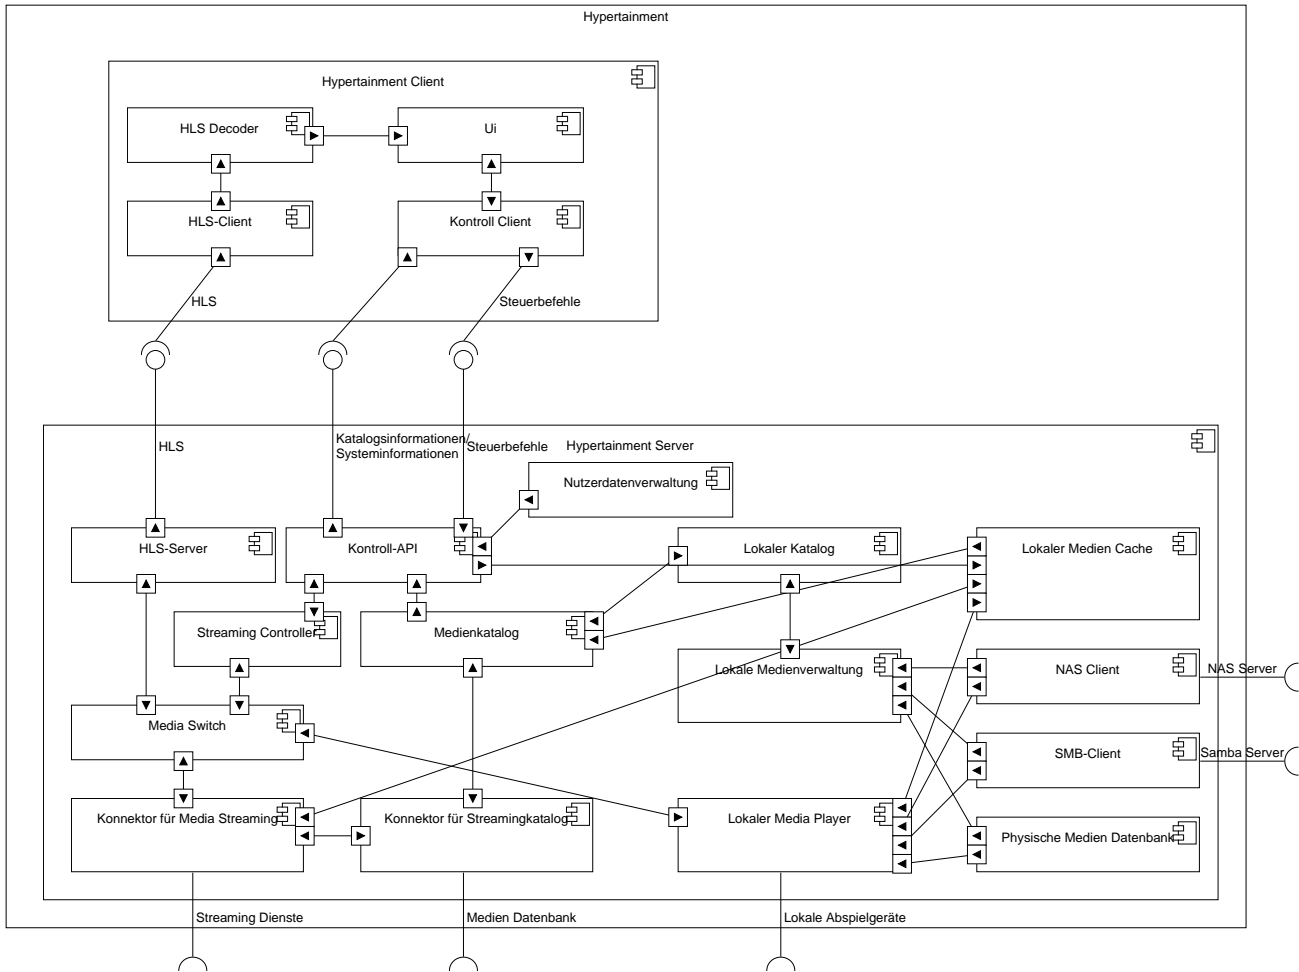 Hypertainment
Hypertainment Client
HLS Decoder
Ui
HLS-Client
Kontroll Client
HLS
Steuerbefehle
HLS
Katalogsinformationen/
Systeminformationen
Steuerbefehle
Hypertainment Server
Nutzerdatenverwaltung
HLS-Server
Kontroll-API
Lokaler Katalog
Lokaler Medien Cache
Streaming Controller
Medienkatalog
Lokale Medienverwaltung
NAS Client
NAS Server
Media Switch
SMB-Client
Samba Server
Konnektor für Media Streaming
Konnektor für Streamingkatalog
Lokaler Media Player
Physische Medien Datenbank
Streaming Dienste
Medien Datenbank
Lokale Abspielgeräte